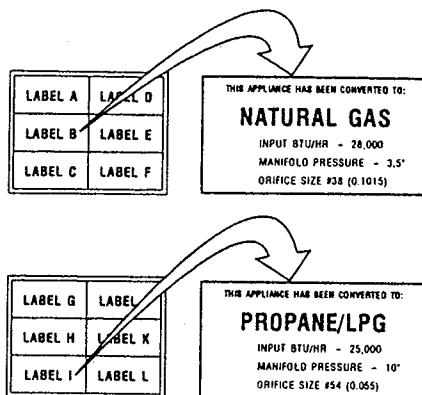 LABEL A LABEL D
LABEL B LABEL E
LABEL C LABEL F
THIS APPLIANCE HAS BEEN CONVERTED TO:
NATURAL GAS
INPUT BTU/HR - 28,000
MANIFOLD PRESSURE - 3.5"
ORIFICE SIZE #38 (0.1015)
LABEL G LABEL
LABEL H LABEL K
LABEL I LABEL L
THIS APPLIANCE HAS BEEN CONVERTED TO:
PROPANE/LPG
INPUT BTU/HR - 25,000
MANIFOLD PRESSURE - 10"
ORIFICE SIZE #54 (0.055)